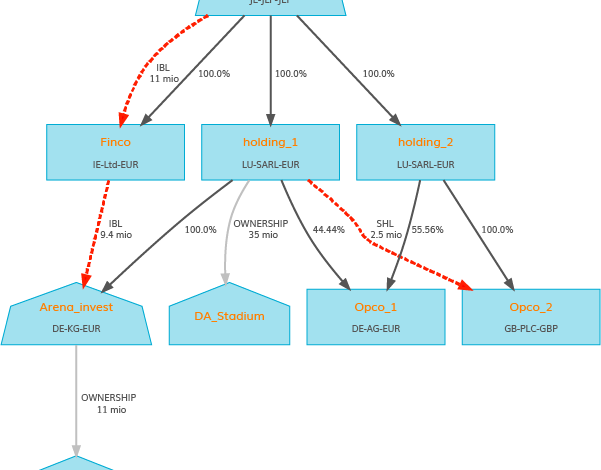 JE-JLP-JEP
IBL
11 mio
100.0%
100.0%
100.0%
Finco
IE-Ltd-EUR
holding_1
LU-SARL-EUR
holding_2
LU-SARL-EUR
IBL
9.4 mio
100.0%
OWNERSHIP
35 mio
44.44%
SHL
2.5 mio
55.56%
100.0%
Arena_invest
DE-KG-EUR
DA_Stadium
Opco_1
DE-AG-EUR
Opco_2
GB-PLC-GBP
OWNERSHIP
11 mio